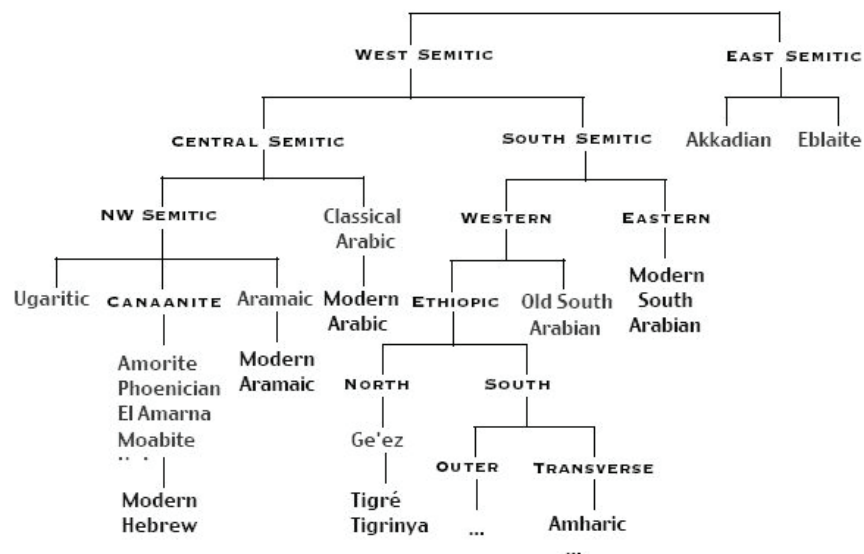 WEST SEMITIC
EAST SEMITIC
CENTRAL SEMITIC
SOUTH SEMITIC
Akkadian
Eblaite
NW SEMITIC
Classical
Arabic
WESTERN
EASTERN
Ugaritic
CANAANITE
Aramaic
Modern
Arabic
ETHIOPIC
Old South
Arabian
Modern
South
Arabian
Amorite
Phoenician
El Amarna
Moabite
Modern
Aramaic
NORTH
SOUTH
Ge'ez
OUTER
TRANSVERSE
Modern
Hebrew
Tigré
Tigrinya
...
Amharic
...